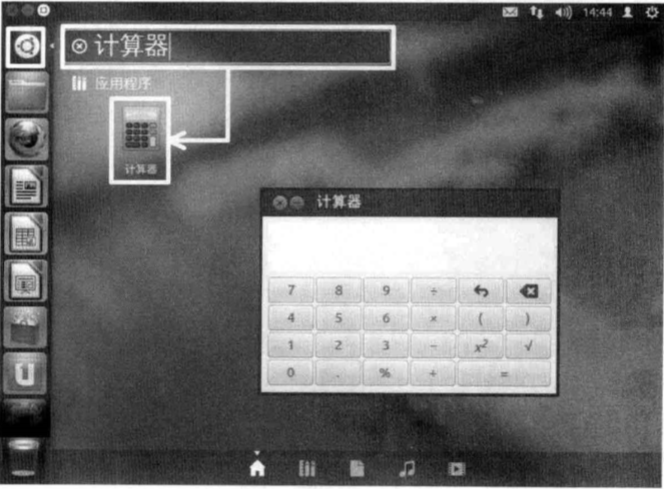 14:44
计算器
应用程序
计算器
计算器
7 8 9 ÷
4 5 6 × ( )
1 2 3 − x² √
0 . % + =